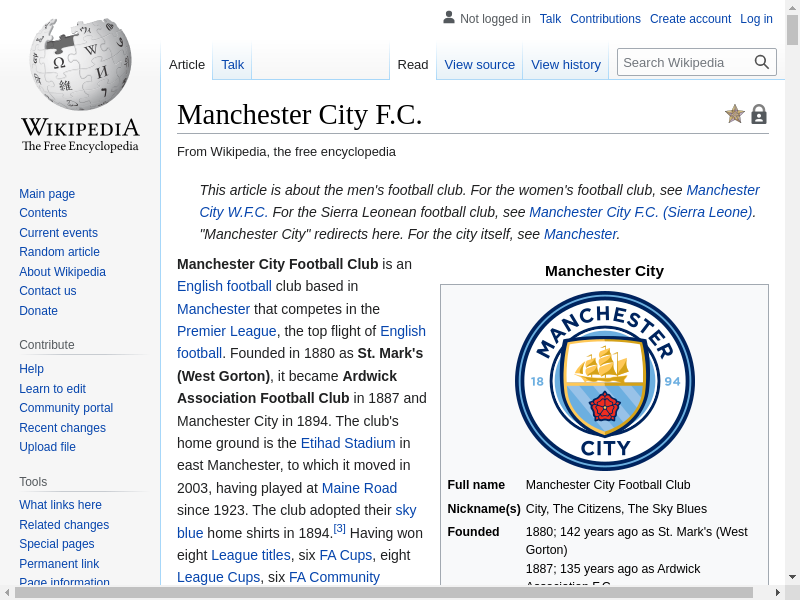 Not logged in Talk Contributions Create account Log in
Article Talk Read View source View history Search Wikipedia
Ω W И 維
WIKIPEDIA
The Free Encyclopedia
Main page
Contents
Current events
Random article
About Wikipedia
Contact us
Donate
Contribute
Help
Learn to edit
Community portal
Recent changes
Upload file
Tools
What links here
Related changes
Special pages
Permanent link
Page information
Manchester City F.C.
From Wikipedia, the free encyclopedia
This article is about the men's football club. For the women's football club, see Manchester
City W.F.C. For the Sierra Leonean football club, see Manchester City F.C. (Sierra Leone).
"Manchester City" redirects here. For the city itself, see Manchester.
Manchester City Football Club is an
English football club based in
Manchester that competes in the
Premier League, the top flight of English
football. Founded in 1880 as St. Mark's
(West Gorton), it became Ardwick
Association Football Club in 1887 and
Manchester City in 1894. The club's
home ground is the Etihad Stadium in
east Manchester, to which it moved in
2003, having played at Maine Road
since 1923. The club adopted their sky
blue home shirts in 1894.[3] Having won
eight League titles, six FA Cups, eight
League Cups, six FA Community
Manchester City
MANCHESTER
18 94
CITY
Full name Manchester City Football Club
Nickname(s) City, The Citizens, The Sky Blues
Founded 1880; 142 years ago as St. Mark's (West
Gorton)
1887; 135 years ago as Ardwick
Association F.C.